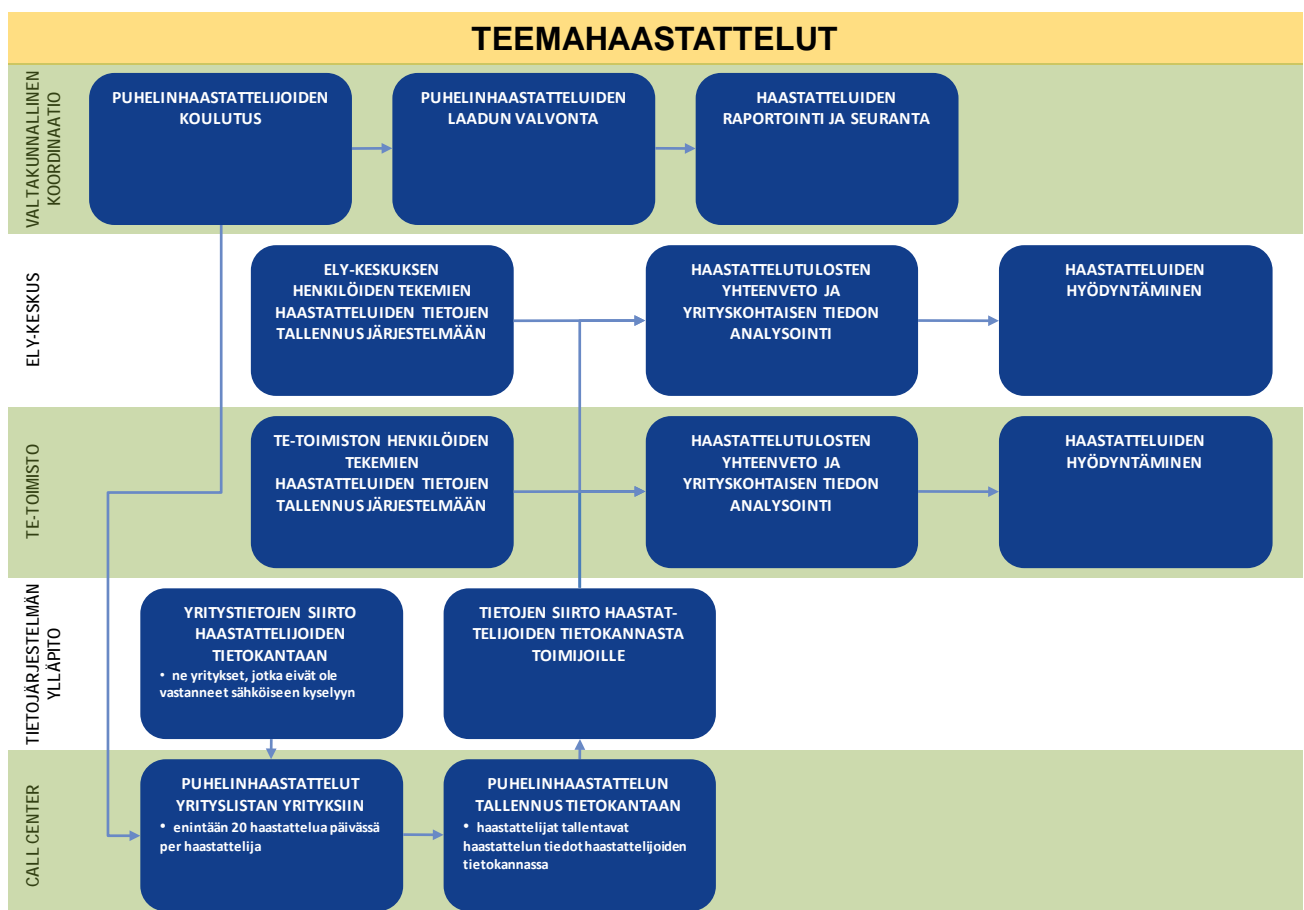 TEEMAHAASTATTELUT
VALTAKUNNALLINEN
KOORDINAATIO
PUHELINHAASTATTELIJOIDEN
KOULUTUS
PUHELINHAASTATTELUIDEN
LAADUN VALVONTA
HAASTATTELUIDEN
RAPORTOINTI JA SEURANTA
ELY-KESKUS
ELY-KESKUKSEN
HENKILÖIDEN TEKEMIEN
HAASTATTELUIDEN TIETOJEN
TALLENNUS JÄRJESTELMÄÄN
HAASTATTELUTULOSTEN
YHTEENVETO JA
YRITYSKOHTAISEN TIEDON
ANALYSOINTI
HAASTATTELUIDEN
HYÖDYNTÄMINEN
TE-TOIMISTO
TE-TOIMISTON HENKILÖIDEN
TEKEMIEN
HAASTATTELUIDEN TIETOJEN
TALLENNUS JÄRJESTELMÄÄN
HAASTATTELUTULOSTEN
YHTEENVETO JA
YRITYSKOHTAISEN TIEDON
ANALYSOINTI
HAASTATTELUIDEN
HYÖDYNTÄMINEN
TIETOJÄRJESTELMÄN
YLLÄPITO
YRITYSTIETOJEN SIIRTO
HAASTATTELIJOIDEN
TIETOKANTAAN
• ne yritykset, jotka eivät ole
vastanneet sähköiseen kyselyyn
TIETOJEN SIIRTO HAASTAT-
TELIJOIDEN TIETOKANNASTA
TOIMIJOILLE
CALL CENTER
PUHELINHAASTATTELUT
YRITYSLISTAN YRITYKSIIN
• enintään 20 haastattelua päivässä
per haastattelija
PUHELINHAASTATTELUN
TALLENNUS TIETOKANTAAN
• haastattelijat tallentavat
haastattelun tiedot haastattelijoiden
tietokannassa